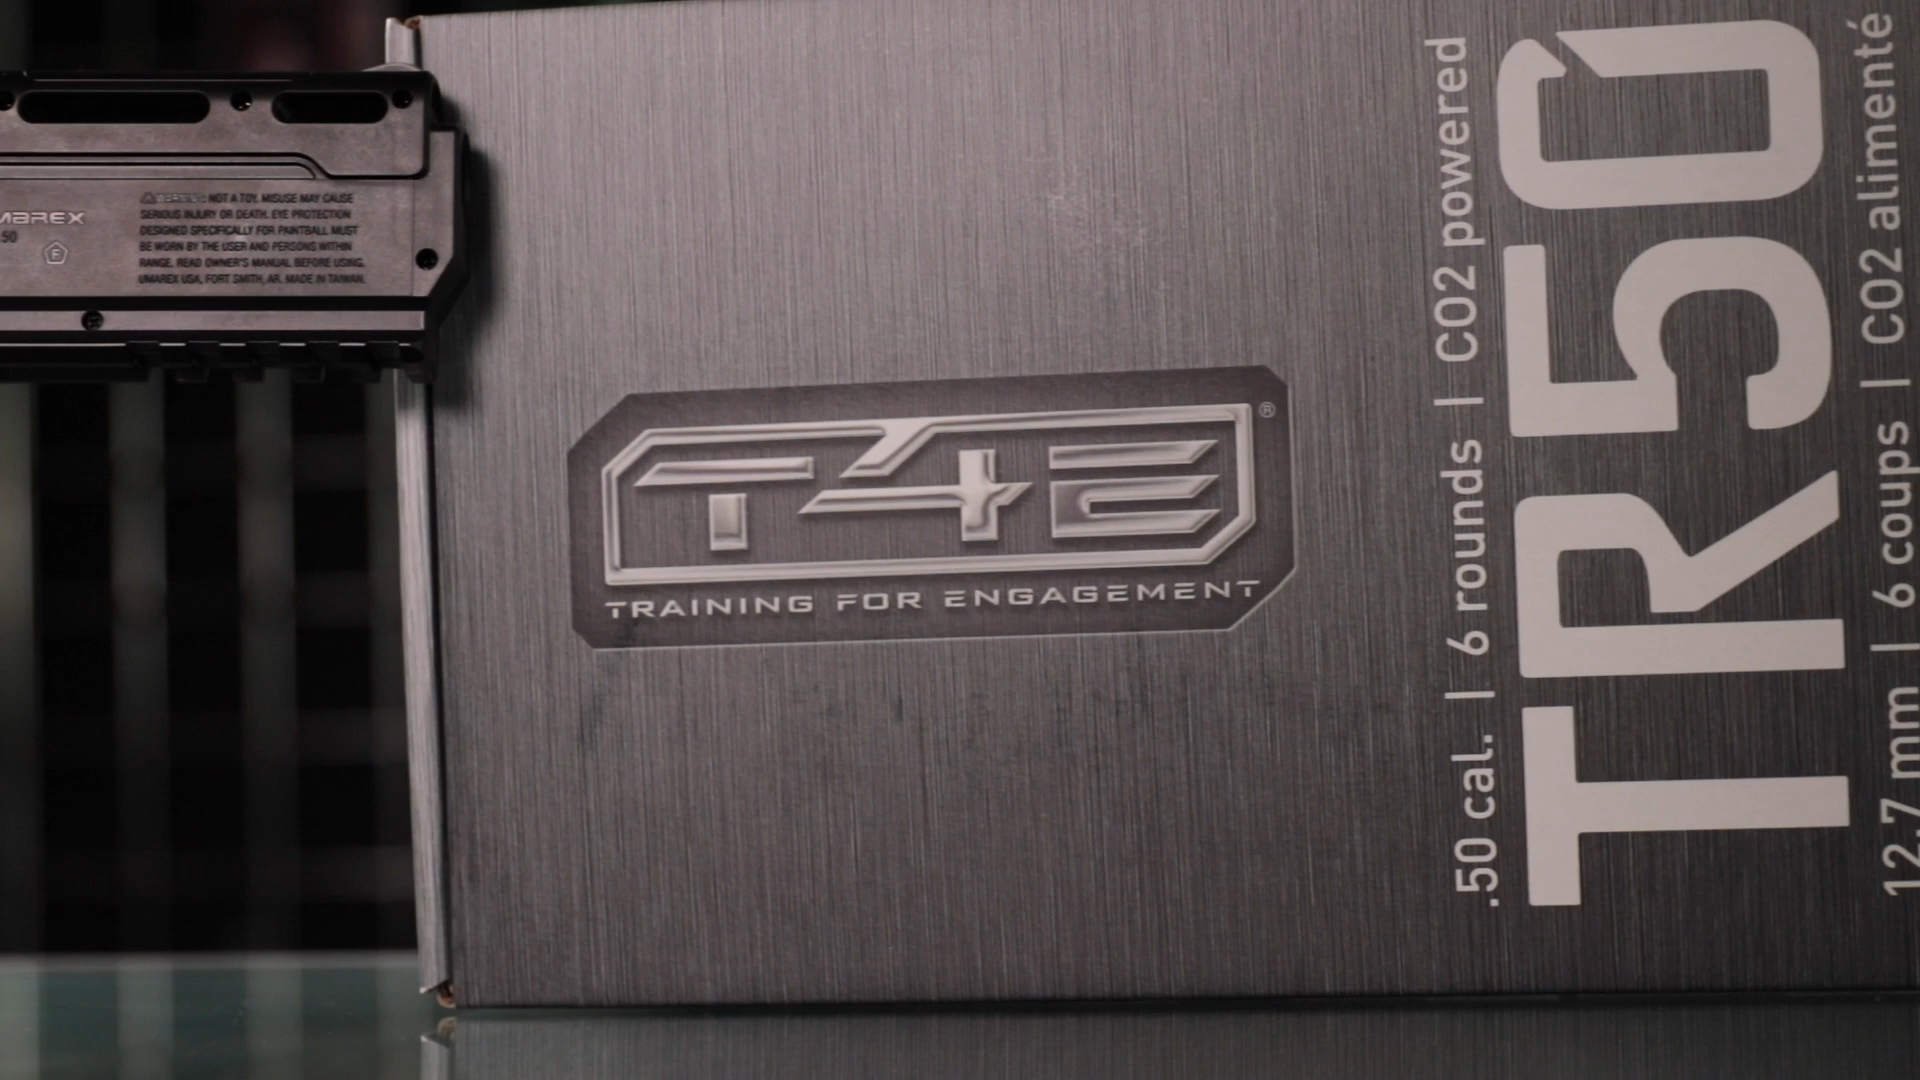 UMAREX
.50
F
WARNING: NOT A TOY. MISUSE MAY CAUSE
SERIOUS INJURY OR DEATH. EYE PROTECTION
DESIGNED SPECIFICALLY FOR PAINTBALL MUST
BE WORN BY THE USER AND PERSONS WITHIN
RANGE. READ OWNER'S MANUAL BEFORE USING.
UMAREX USA, FORT SMITH, AR. MADE IN TAIWAN.
T4E®
TRAINING FOR ENGAGEMENT
.50 cal. | 6 rounds | CO2 powered
TR50
12.7 mm | 6 coups | CO2 alimenté